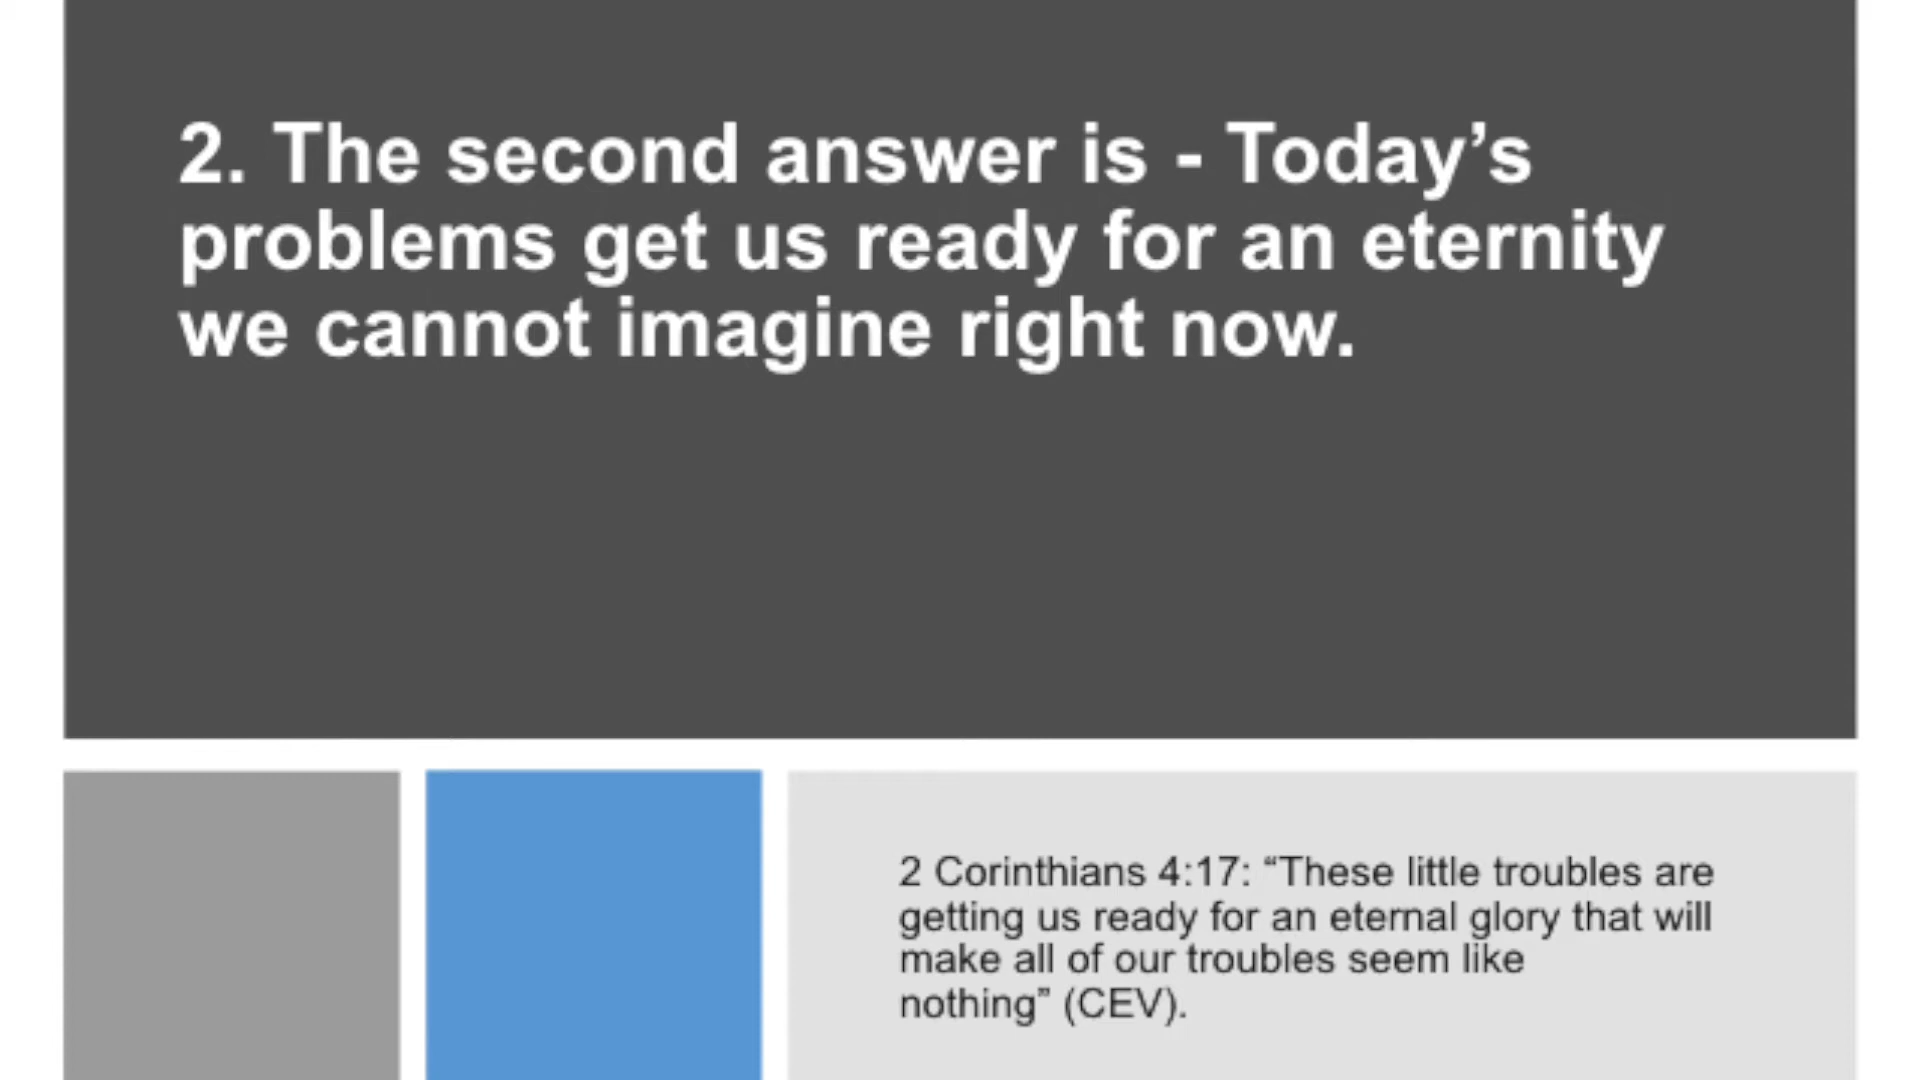 2. The second answer is - Today’s
problems get us ready for an eternity
we cannot imagine right now.
2 Corinthians 4:17: “These little troubles are
getting us ready for an eternal glory that will
make all of our troubles seem like
nothing” (CEV).